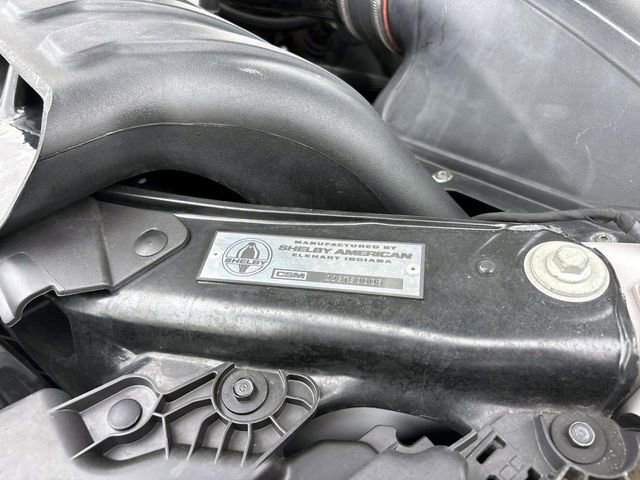 MANUFACTURED BY
SHELBY AMERICAN
ELKHART INDIANA
SHELBY
CSM